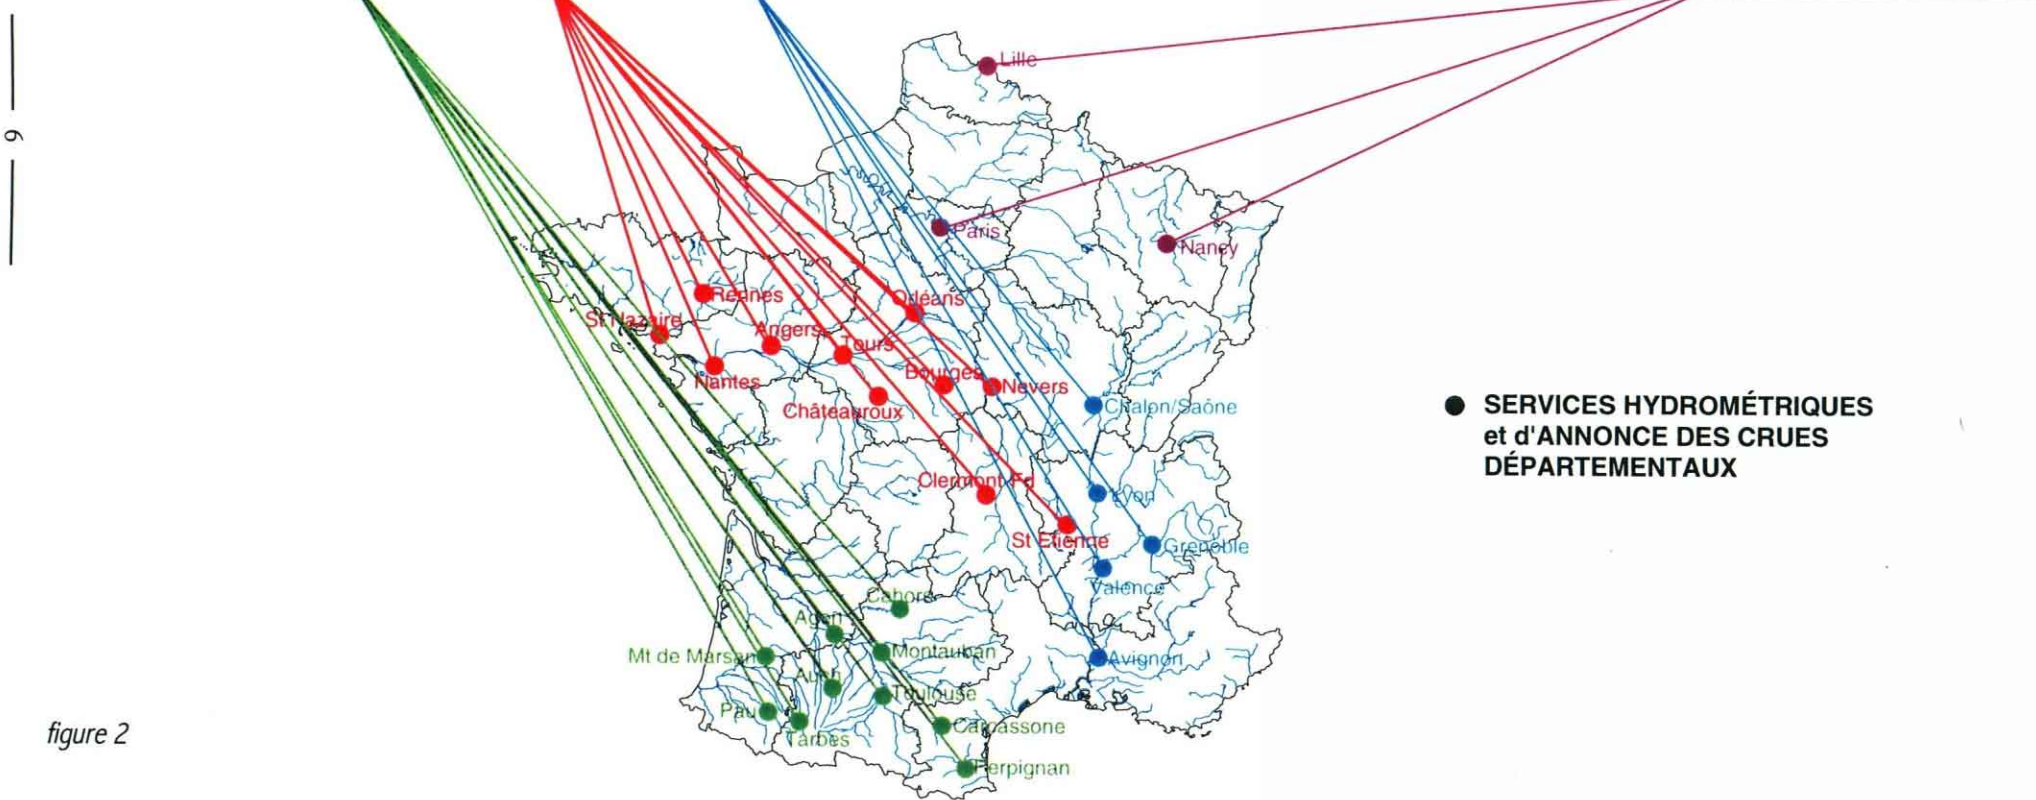 9
Lille
Paris
Nancy
Rennes
Orléans
St Nazaire
Angers
Tours
Nantes
Bourges
Nevers
Châteauroux
Chalon/Saône
SERVICES HYDROMÉTRIQUES
et d'ANNONCE DES CRUES
DÉPARTEMENTAUX
Clermont Fd
Lyon
St Etienne
Grenoble
Valence
Cahors
Agen
Mt de Marsan
Montauban
Avignon
Auch
Toulouse
Pau
Carcassone
Tarbes
Perpignan
figure 2